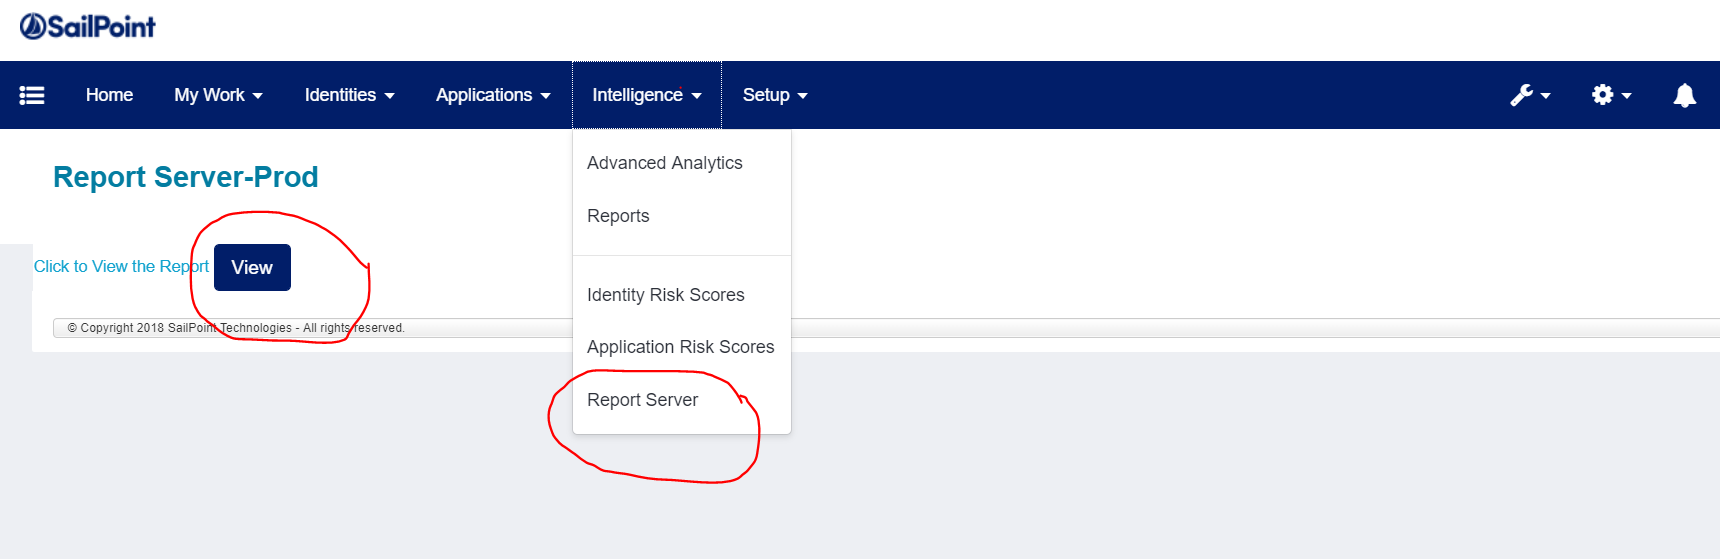 SailPoint
Home My Work Identities Applications Intelligence Setup
Advanced Analytics
Reports
Identity Risk Scores
Application Risk Scores
Report Server
Report Server-Prod
Click to View the Report View
© Copyright 2018 SailPoint Technologies - All rights reserved.